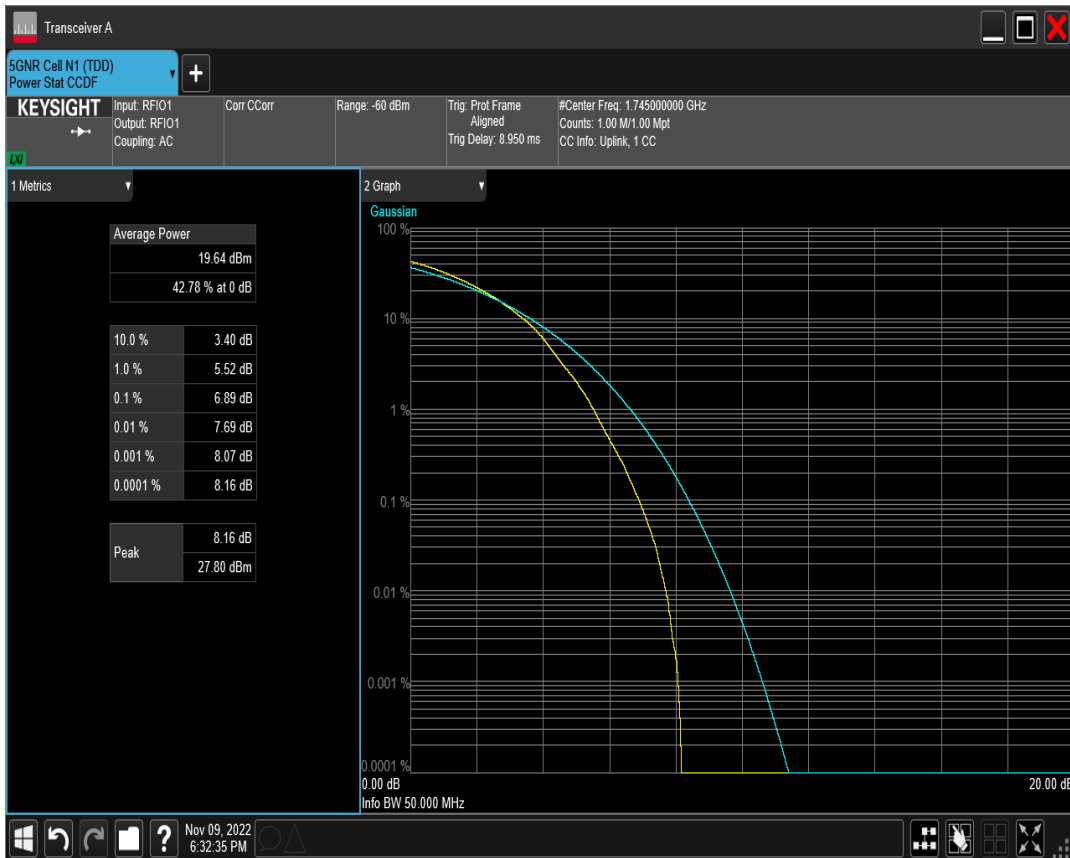 Transceiver A
5GNR Cell N1 (TDD)
Power Stat CCDF
+
KEYSIGHT
LXI
Input: RFIO1
Output: RFIO1
Coupling: AC
Corr CCorr
Range: -60 dBm
Trig: Prot Frame
Aligned
Trig Delay: 8.950 ms
#Center Freq: 1.745000000 GHz
Counts: 1.00 M/1.00 Mpt
CC Info: Uplink, 1 CC
1 Metrics
Average Power
19.64 dBm
42.78 % at 0 dB
10.0 % 3.40 dB
1.0 % 5.52 dB
0.1 % 6.89 dB
0.01 % 7.69 dB
0.001 % 8.07 dB
0.0001 % 8.16 dB
Peak
8.16 dB
27.80 dBm
2 Graph
Gaussian
100 %
10 %
1 %
0.1 %
0.01 %
0.001 %
0.0001 %
0.00 dB 20.00 dB
Info BW 50.000 MHz
?
Nov 09, 2022
6:32:35 PM